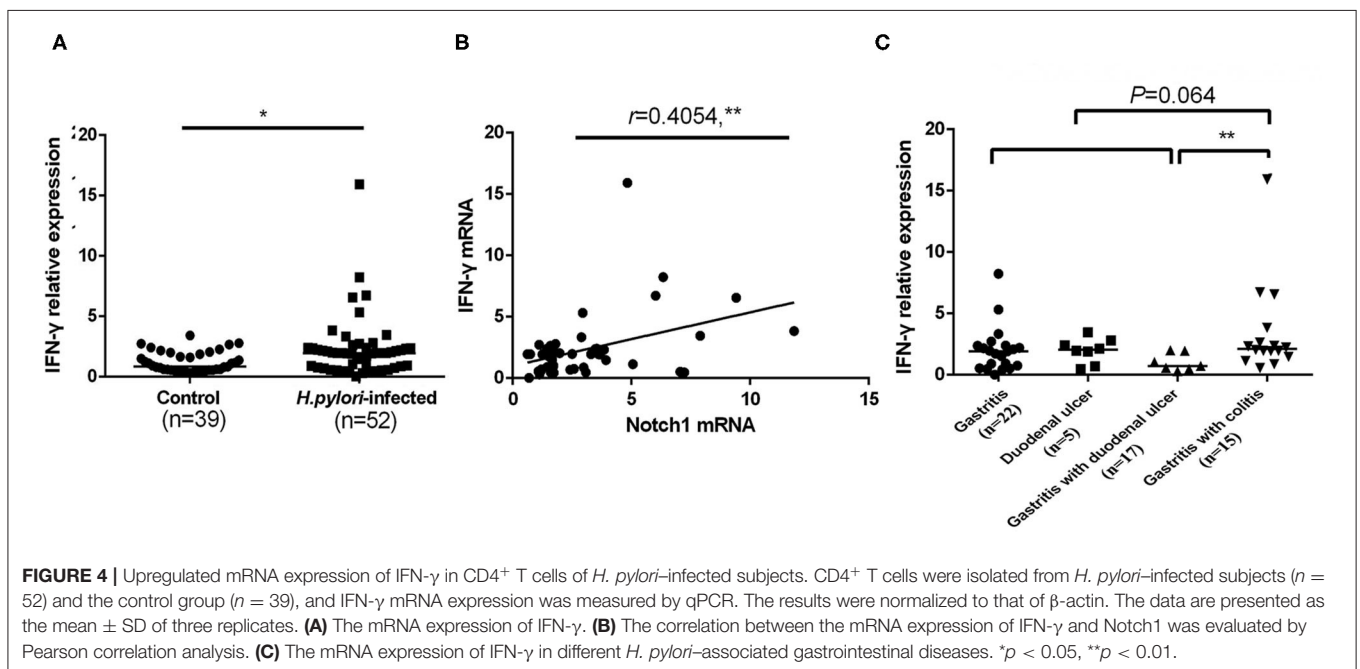 A
B
C
*
20
15
10
5
0
IFN-γ relative expression
Control
(n=39)
H.pylori-infected
(n=52)
r=0.4054,**
20
15
10
5
0
IFN-γ mRNA
0
5
10
15
Notch1 mRNA
P=0.064
**
20
15
10
5
0
IFN-γ relative expression
Gastritis
(n=22)
Duodenal ulcer
(n=5)
Gastritis with duodenal ulcer
(n=17)
Gastritis with colitis
(n=15)
FIGURE 4 | Upregulated mRNA expression of IFN-γ in CD4+ T cells of H. pylori–infected subjects. CD4+ T cells were isolated from H. pylori–infected subjects (n =
52) and the control group (n = 39), and IFN-γ mRNA expression was measured by qPCR. The results were normalized to that of β-actin. The data are presented as
the mean ± SD of three replicates. (A) The mRNA expression of IFN-γ. (B) The correlation between the mRNA expression of IFN-γ and Notch1 was evaluated by
Pearson correlation analysis. (C) The mRNA expression of IFN-γ in different H. pylori–associated gastrointestinal diseases. *p < 0.05, **p < 0.01.